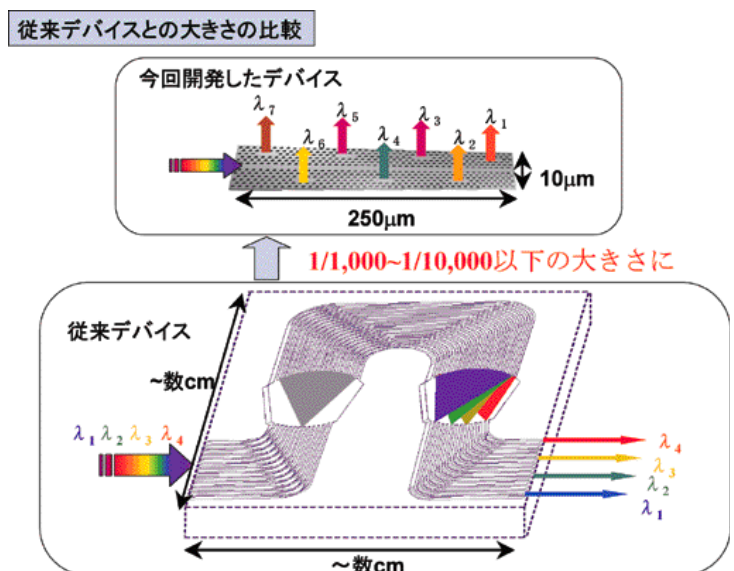 従来デバイスとの大きさの比較
今回開発したデバイス
λ7
λ6
λ5
λ4
λ3
λ2
λ1
10μm
250μm
1/1,000~1/10,000以下の大きさに
従来デバイス
~数cm
λ1 λ2 λ3 λ4
λ4
λ3
λ2
λ1
~数cm